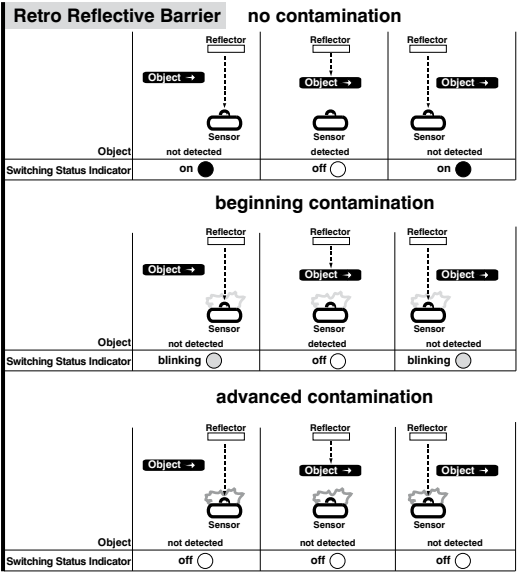 Retro Reflective Barrier no contamination
Reflector Reflector Reflector
Object → Object → Object →
Sensor Sensor Sensor
Object not detected detected not detected
Switching Status Indicator on off on
beginning contamination
Reflector Reflector Reflector
Object → Object → Object →
Sensor Sensor Sensor
Object not detected detected not detected
Switching Status Indicator blinking off blinking
advanced contamination
Reflector Reflector Reflector
Object → Object → Object →
Sensor Sensor Sensor
Object not detected not detected not detected
Switching Status Indicator off off off